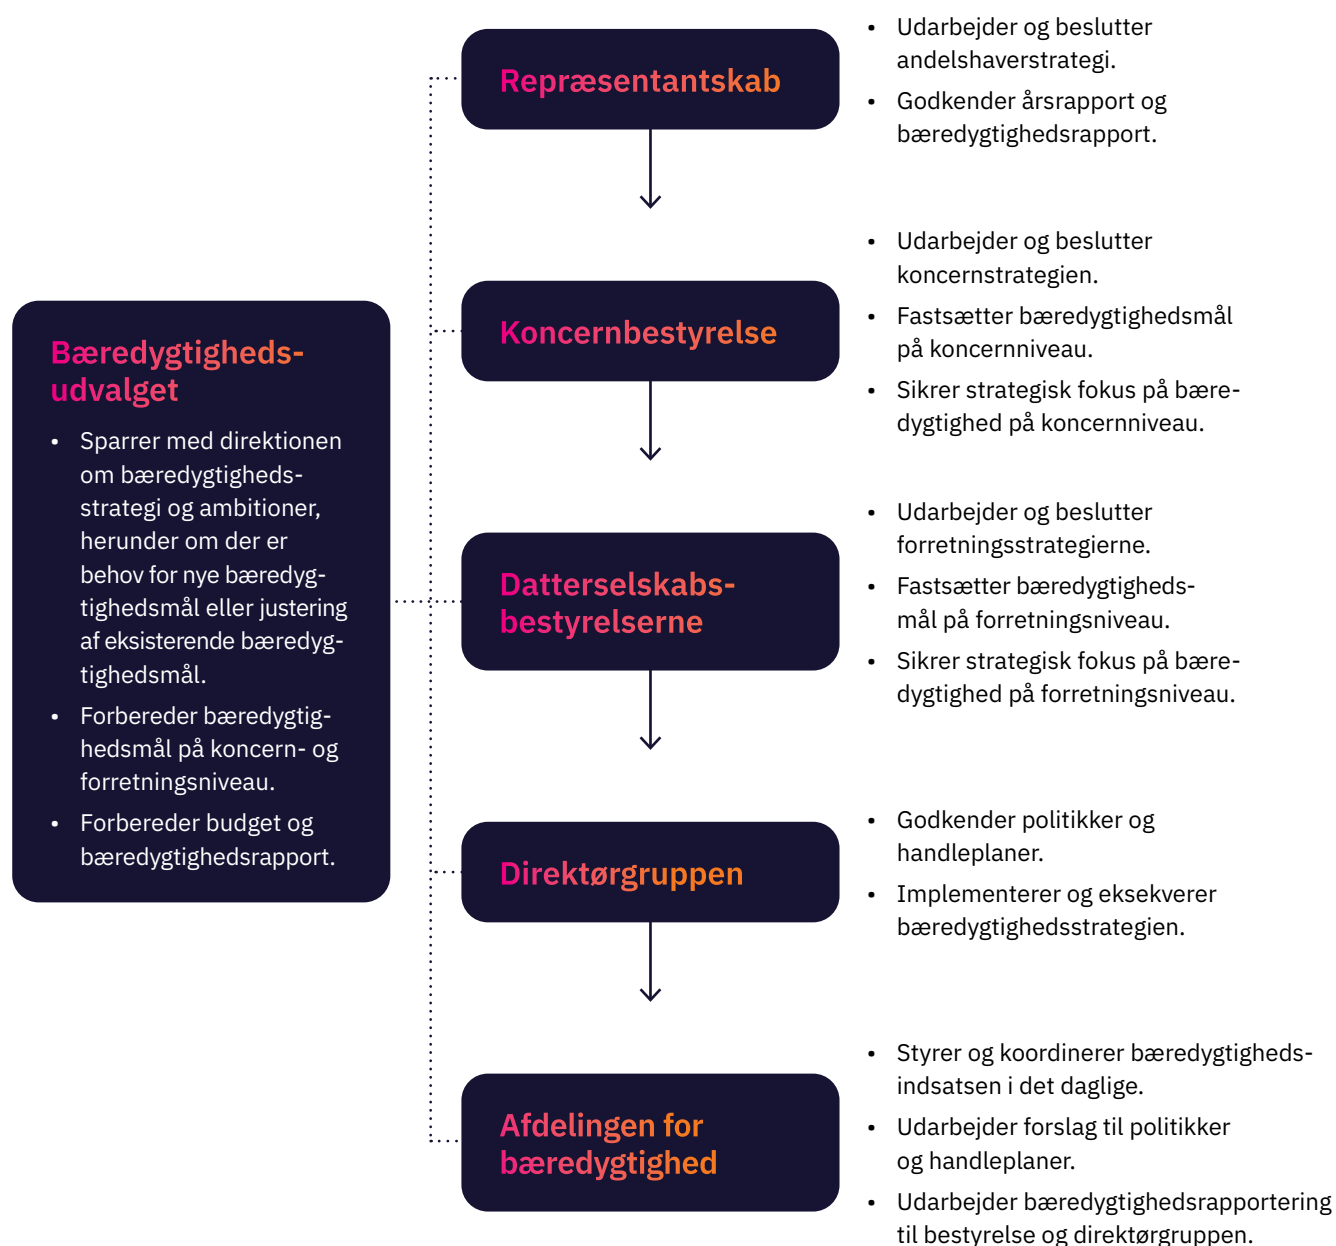 Repræsentantskab
• Udarbejder og beslutter
andelshaverstrategi.
• Godkender årsrapport og
bæredygtighedsrapport.
Koncernbestyrelse
• Udarbejder og beslutter
koncernstrategien.
• Fastsætter bæredygtighedsmål
på koncernniveau.
• Sikrer strategisk fokus på bære-
dygtighed på koncernniveau.
Bæredygtigheds-
udvalget
• Sparrer med direktionen
om bæredygtigheds-
strategi og ambitioner,
herunder om der er
behov for nye bæredyg-
tighedsmål eller justering
af eksisterende bæredyg-
tighedsmål.
• Forbereder bæredygtig-
hedsmål på koncern- og
forretningsniveau.
• Forbereder budget og
bæredygtighedsrapport.
Datterselskabs-
bestyrelserne
• Udarbejder og beslutter
forretningsstrategierne.
• Fastsætter bæredygtigheds-
mål på forretningsniveau.
• Sikrer strategisk fokus på bære-
dygtighed på forretningsniveau.
Direktørgruppen
• Godkender politikker og
handleplaner.
• Implementerer og eksekverer
bæredygtighedsstrategien.
Afdelingen for
bæredygtighed
• Styrer og koordinerer bæredygtigheds-
indsatsen i det daglige.
• Udarbejder forslag til politikker
og handleplaner.
• Udarbejder bæredygtighedsrapportering
til bestyrelse og direktørgruppen.